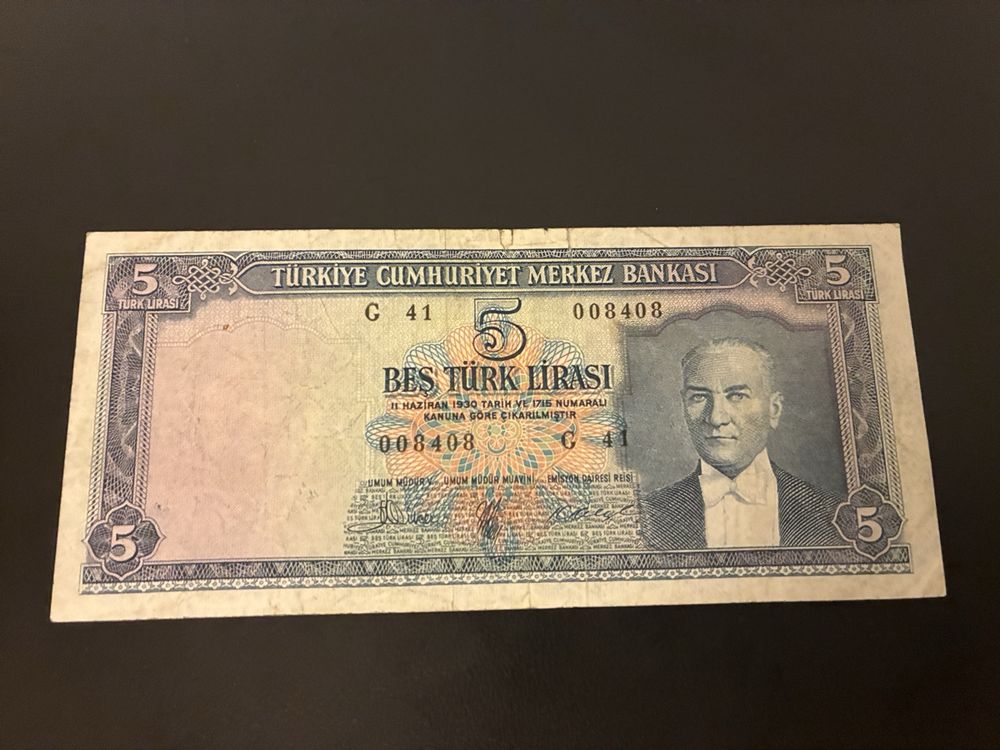 5 TÜRKİYE CUMHURİYET MERKEZ BANKASI 5
TÜRK LİRASI TÜRK LİRASI
G 41 5 008408
BEŞ TÜRK LİRASI
11 HAZİRAN 1930 TARİH VE 1715 NUMARALI
KANUNA GÖRE ÇIKARILMIŞTIR
008408 G 41
UMUM MÜDÜR V. UMUM MÜDÜR MUAVİNİ EMİSYON DAİRESİ REİSİ
5 5